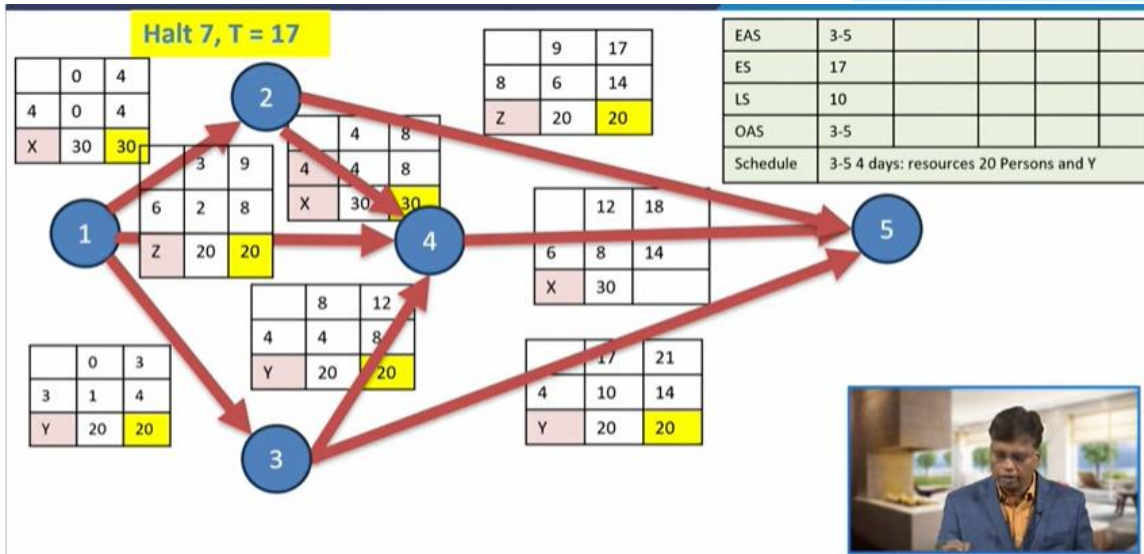 Halt 7, T = 17
0 4
4 0 4
X 30 30
2
9 17
8 6 14
Z 20 20
EAS 3-5
ES 17
LS 10
OAS 3-5
Schedule 3-5 4 days: resources 20 Persons and Y
3 9
6 2 8
Z 20 20
4 8
4 4 8
X 30 30
1
4
12 18
6 8 14
X 30
5
8 12
4 4 8
Y 20 20
0 3
3 1 4
Y 20 20
17 21
4 10 14
Y 20 20
3